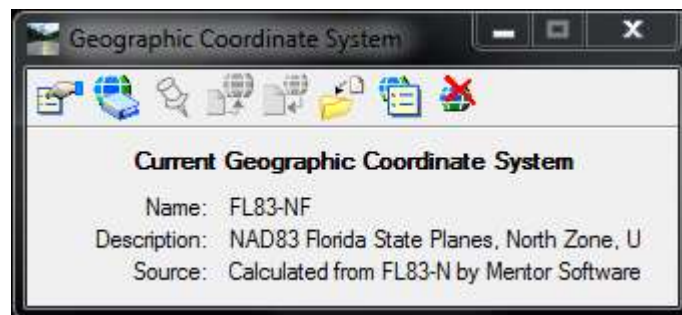 Geographic Coordinate System
Current Geographic Coordinate System
Name: FL83-NF
Description: NAD83 Florida State Planes, North Zone, U
Source: Calculated from FL83-N by Mentor Software